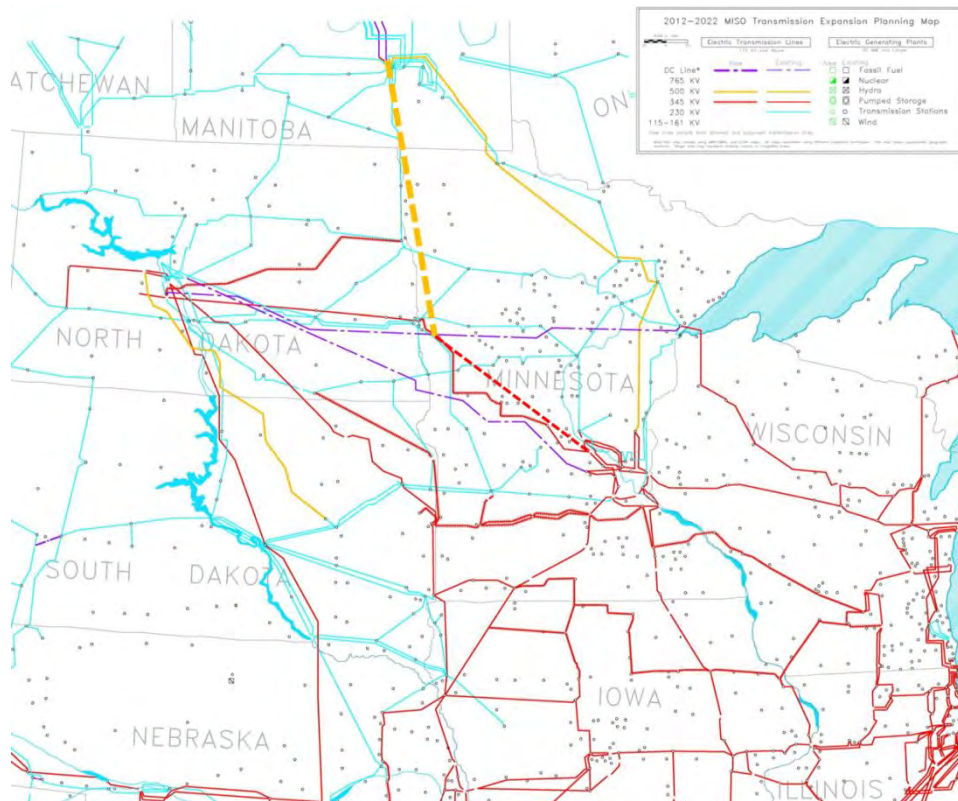 2012-2022 MISO Transmission Expansion Planning Map
Electric Transmission Lines
Electric Generating Plants
New Existing
New Existing
DC Line*
765 KV
500 KV
345 KV
230 KV
115-161 KV
Fossil Fuel
Nuclear
Hydro
Pumped Storage
Transmission Stations
Wind
ATCHEWAN
MANITOBA
ON
NORTH DAKOTA
MINNESOTA
WISCONSIN
SOUTH DAKOTA
IOWA
NEBRASKA
ILLINOIS